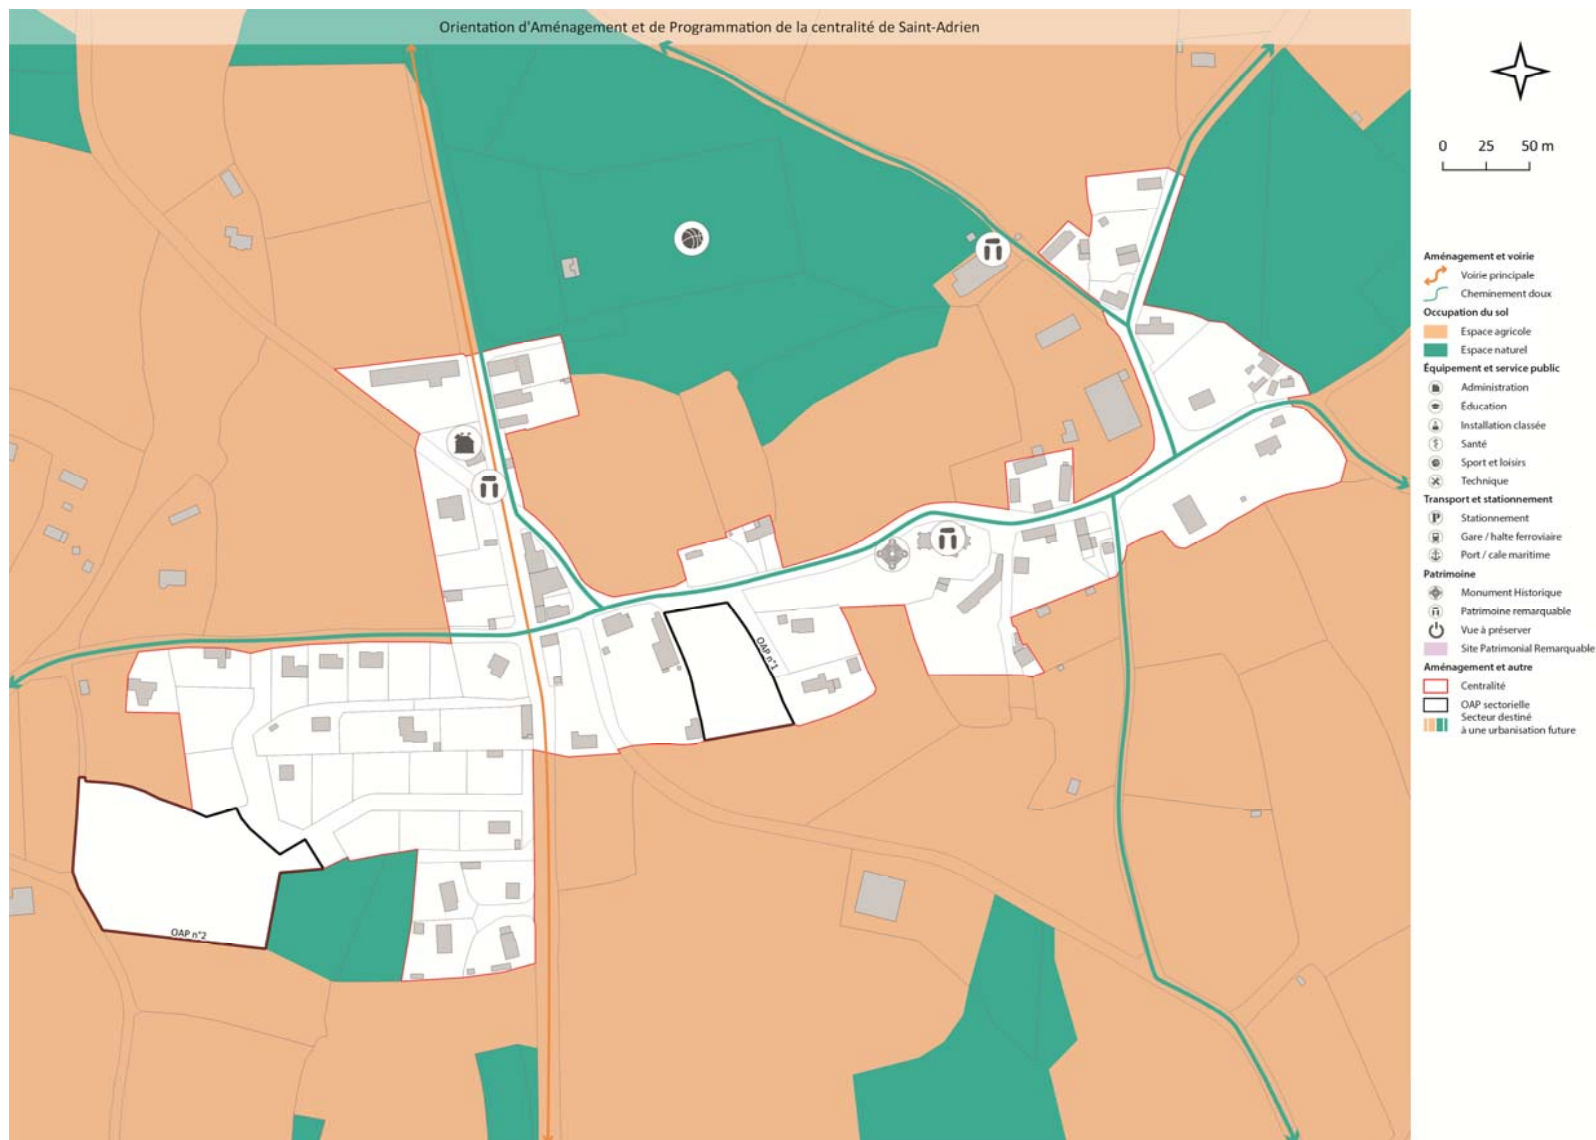 Orientation d'Aménagement et de Programmation de la centralité de Saint-Adrien
0 25 50 m
Aménagement et voirie
Voirie principale
Cheminement doux
Occupation du sol
Espace agricole
Espace naturel
Équipement et service public
Administration
Éducation
Installation classée
Santé
Sport et loisirs
Technique
Transport et stationnement
P Stationnement
Gare / halte ferroviaire
Port / cale maritime
Patrimoine
Monument Historique
Patrimoine remarquable
Vue à préserver
Site Patrimonial Remarquable
Aménagement et autre
Centralité
OAP sectorielle
Secteur destiné
à une urbanisation future
OAP n°1
OAP n°2